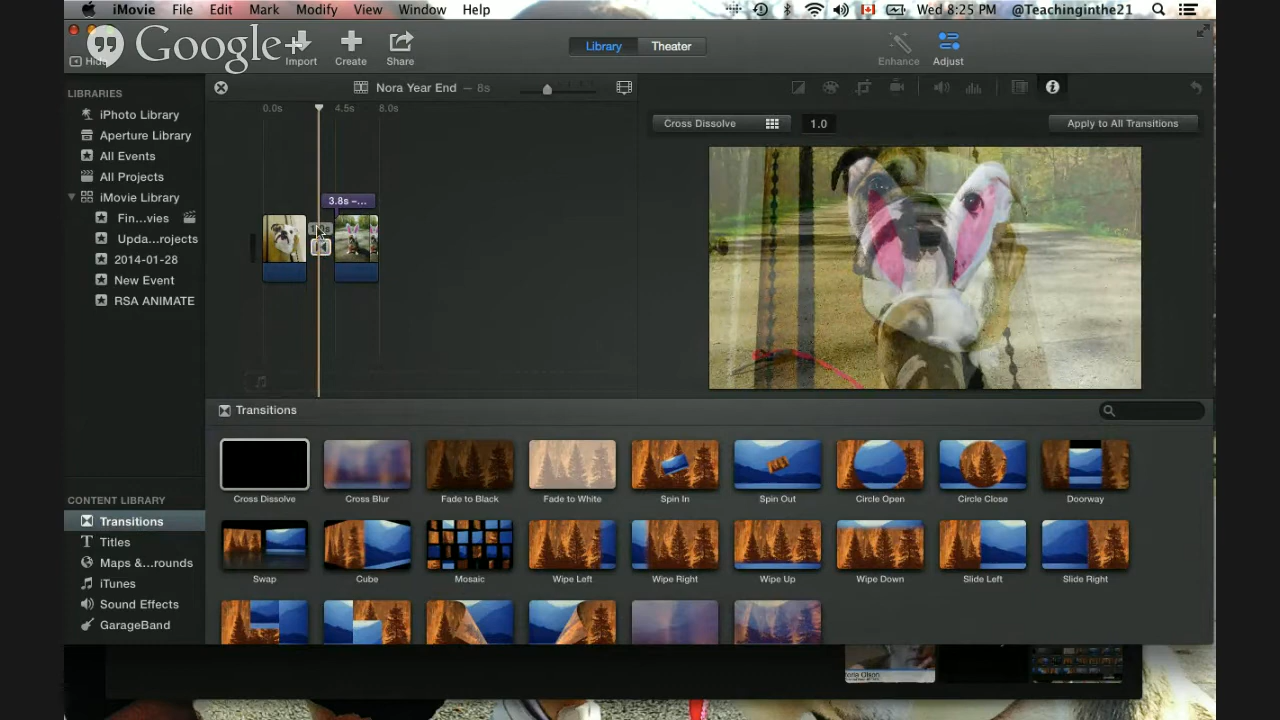 iMovie File Edit Mark Modify View Window Help
Wed 8:25 PM @Teachinginthe21
Google+
Import Create Share
Library Theater
Enhance Adjust
LIBRARIES
iPhoto Library
Aperture Library
All Events
All Projects
iMovie Library
Fin...vies
Upda...rojects
2014-01-28
New Event
RSA ANIMATE
Nora Year End – 8s
0.0s 4.5s 8.0s
3.8s –...
Cross Dissolve 1.0 Apply to All Transitions
Transitions
Cross Dissolve Cross Blur Fade to Black Fade to White Spin In Spin Out Circle Open Circle Close Doorway
Swap Cube Mosaic Wipe Left Wipe Right Wipe Up Wipe Down Slide Left Slide Right
CONTENT LIBRARY
Transitions
Titles
Maps &...rounds
iTunes
Sound Effects
GarageBand
Olson